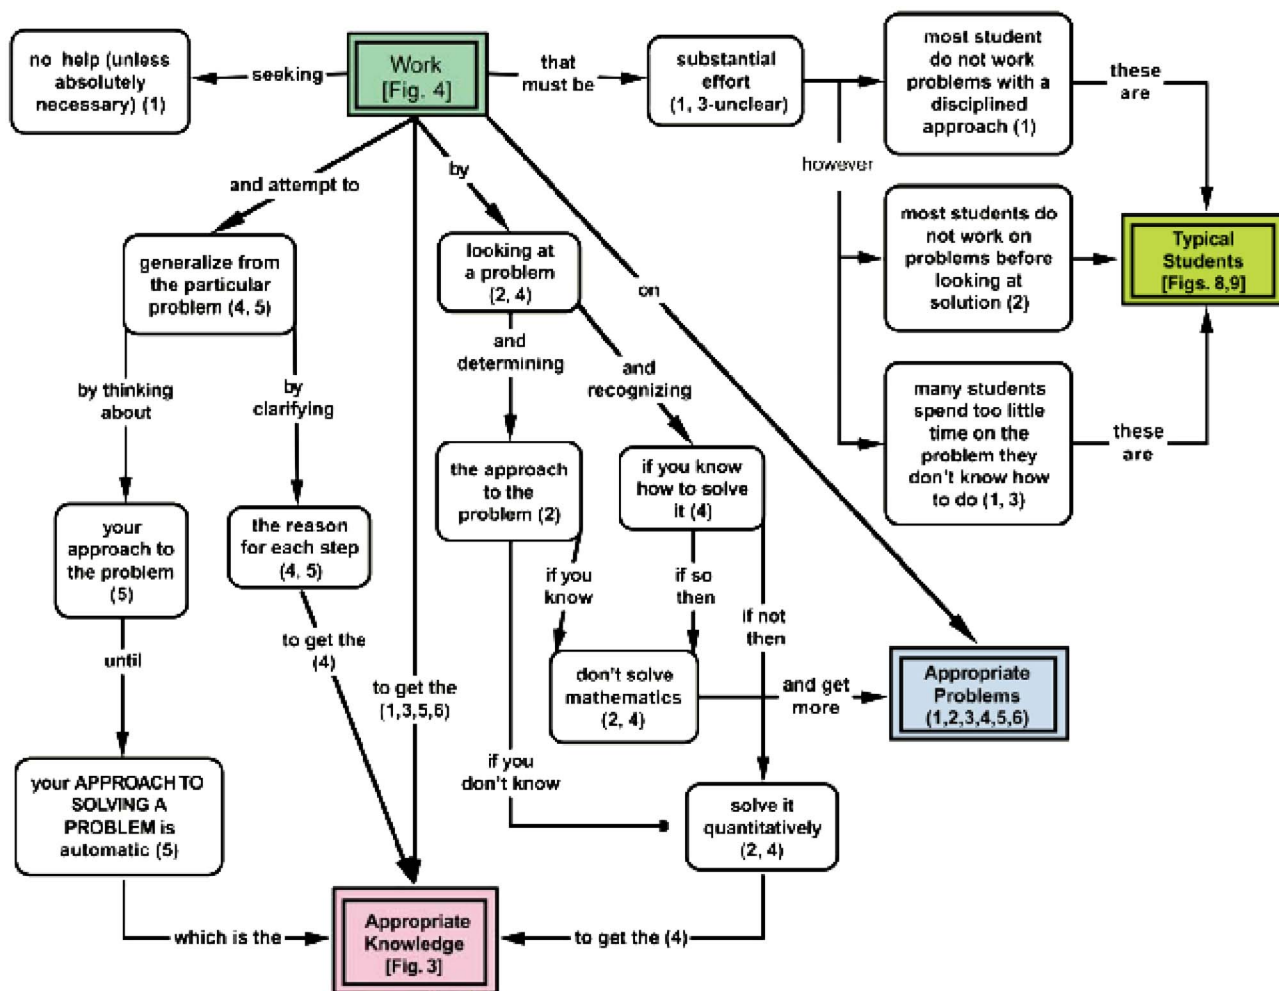 no help (unless
absolutely
necessary) (1)
seeking
Work
[Fig. 4]
that
must be
substantial
effort
(1, 3-unclear)
most student
do not work
problems with a
disciplined
approach (1)
these
are
however
and attempt to
by
generalize from
the particular
problem (4, 5)
looking at
a problem
(2, 4)
on
most students do
not work on
problems before
looking at
solution (2)
Typical
Students
[Figs. 8,9]
by thinking
about
by
clarifying
and
determining
and
recognizing
many students
spend too little
time on the
problem they
don't know how
to do (1, 3)
these
are
your
approach to
the problem
(5)
the reason
for each step
(4, 5)
the approach
to the
problem (2)
if you know
how to solve
it (4)
if you
know
if so
then
if not
then
until
to get the
(4)
to get the
(1,3,5,6)
don't solve
mathematics
(2, 4)
and get
more
Appropriate
Problems
(1,2,3,4,5,6)
your APPROACH TO
SOLVING A
PROBLEM is
automatic (5)
if you
don't know
solve it
quantitatively
(2, 4)
which is the
Appropriate
Knowledge
[Fig. 3]
to get the (4)